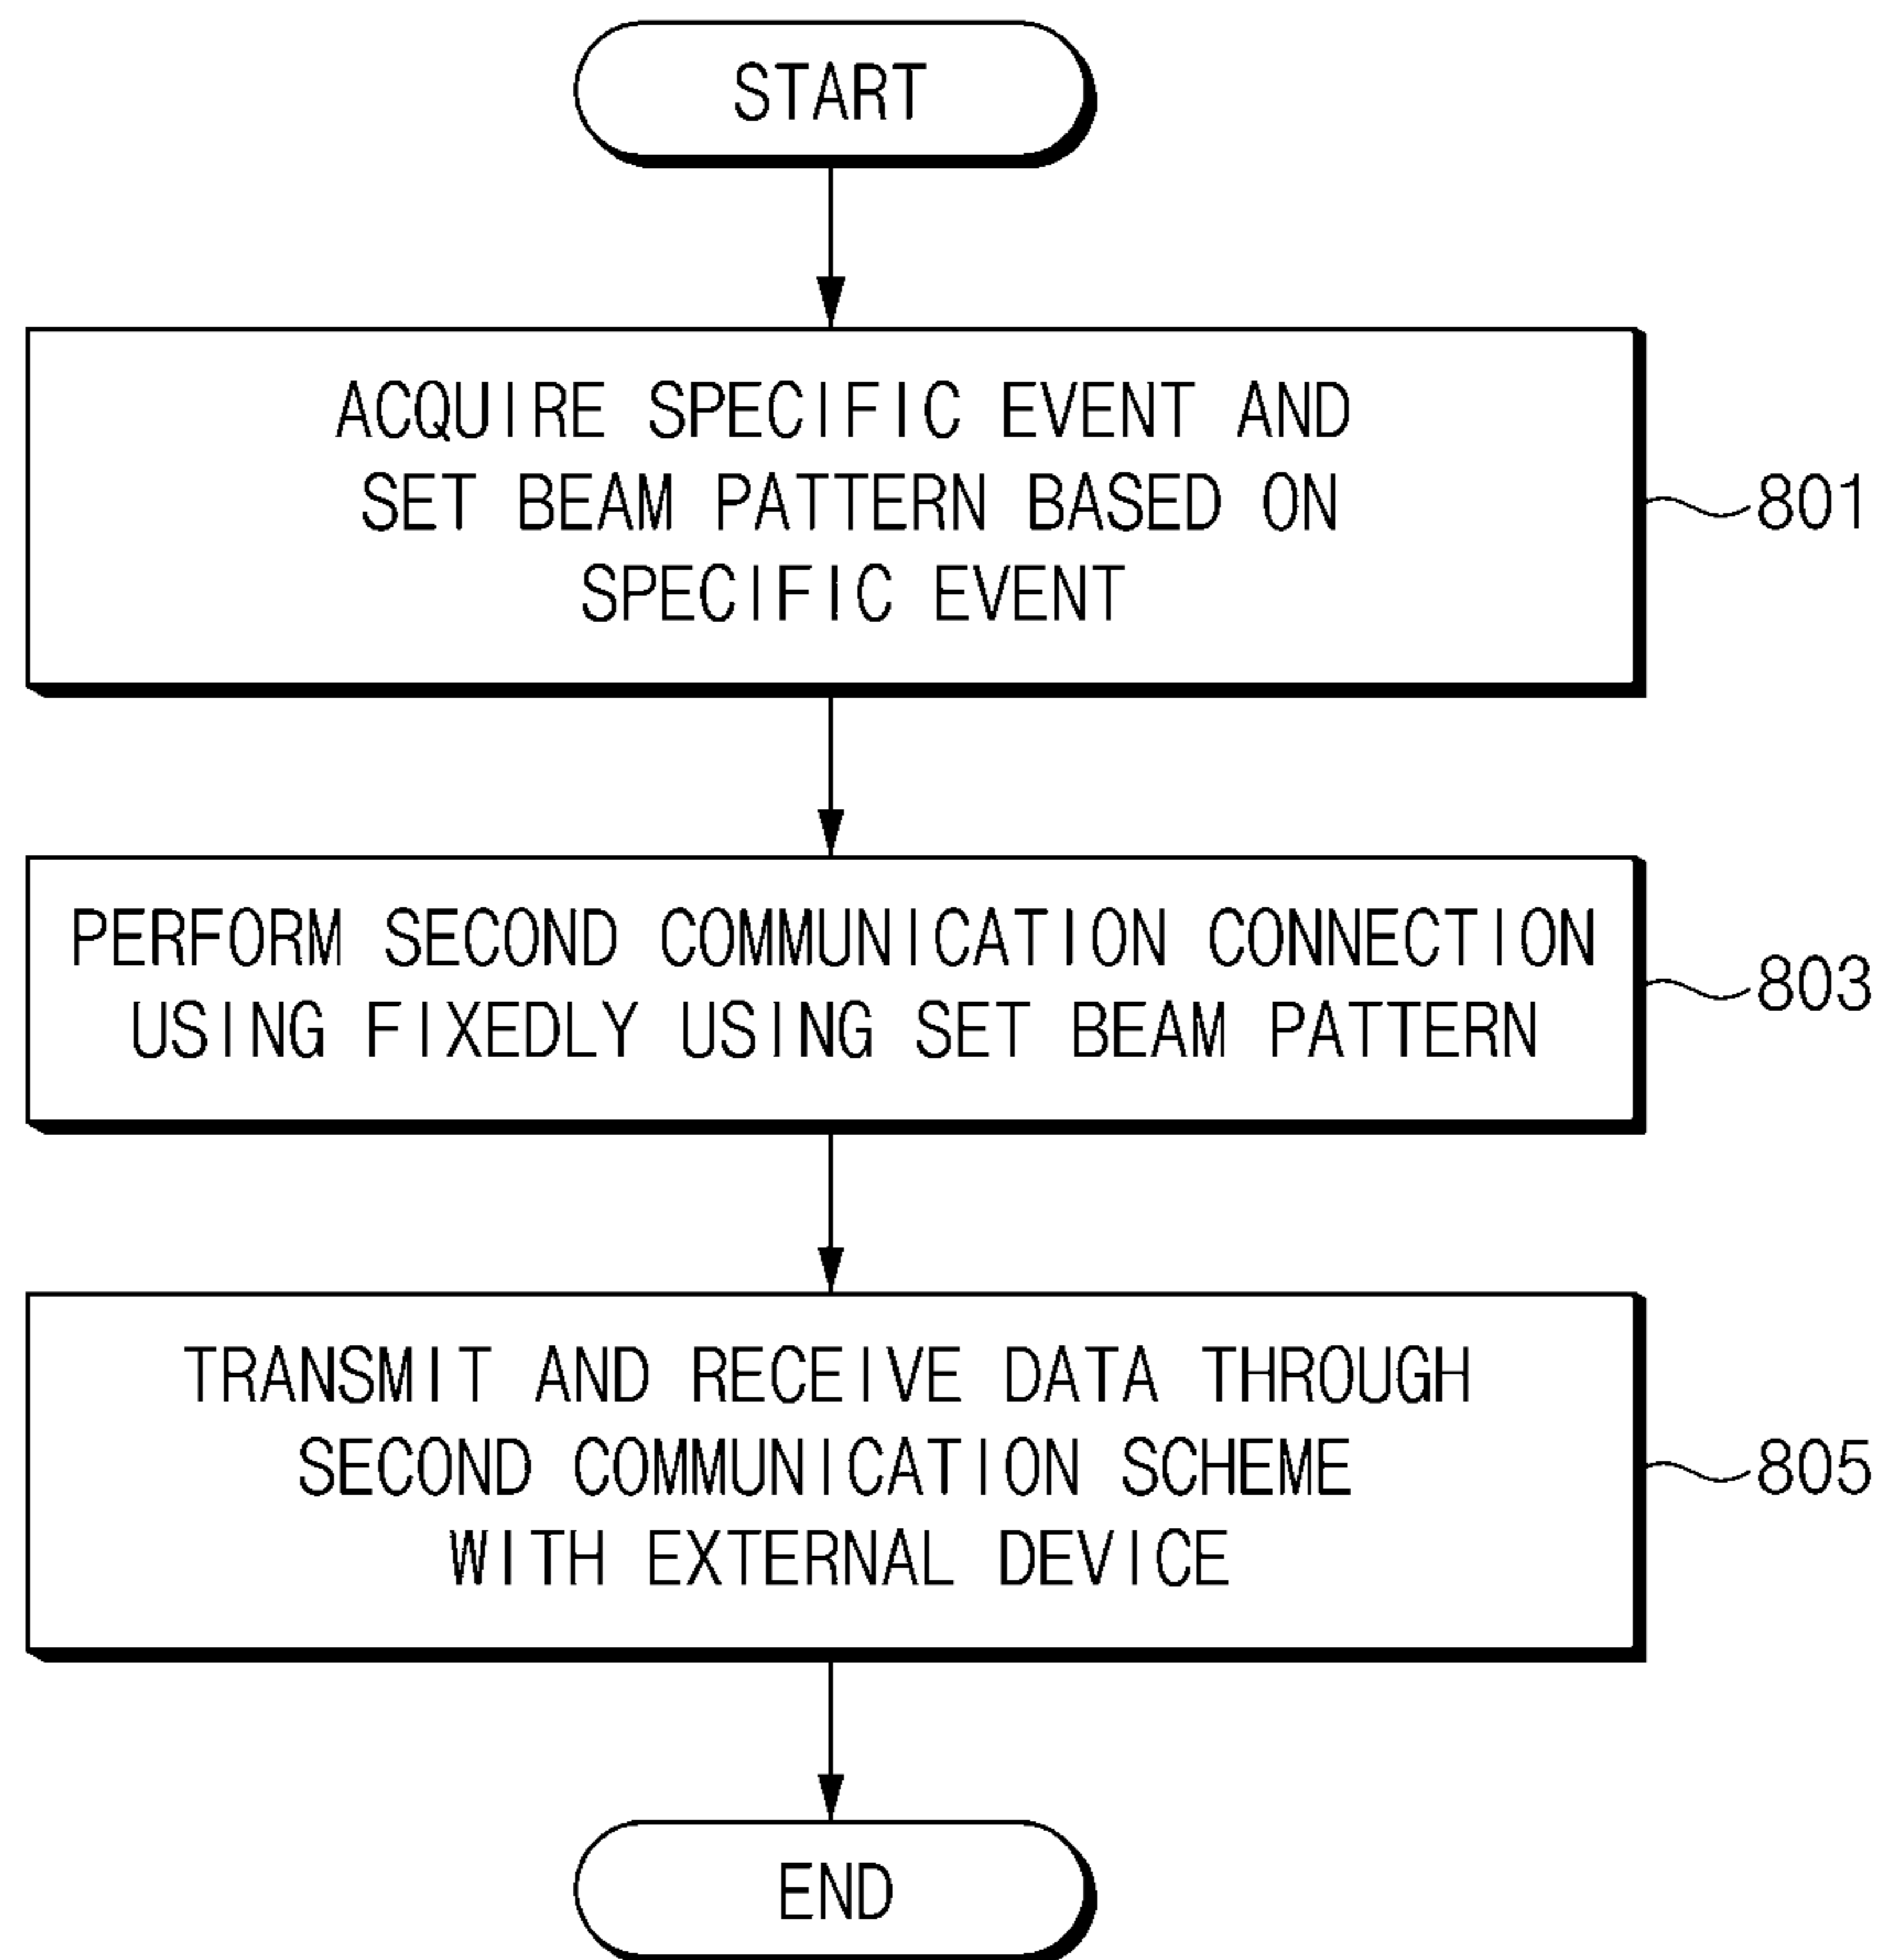 START
ACQUIRE SPECIFIC EVENT AND
SET BEAM PATTERN BASED ON
SPECIFIC EVENT
801
PERFORM SECOND COMMUNICATION CONNECTION
USING FIXEDLY USING SET BEAM PATTERN
803
TRANSMIT AND RECEIVE DATA THROUGH
SECOND COMMUNICATION SCHEME
WITH EXTERNAL DEVICE
805
END